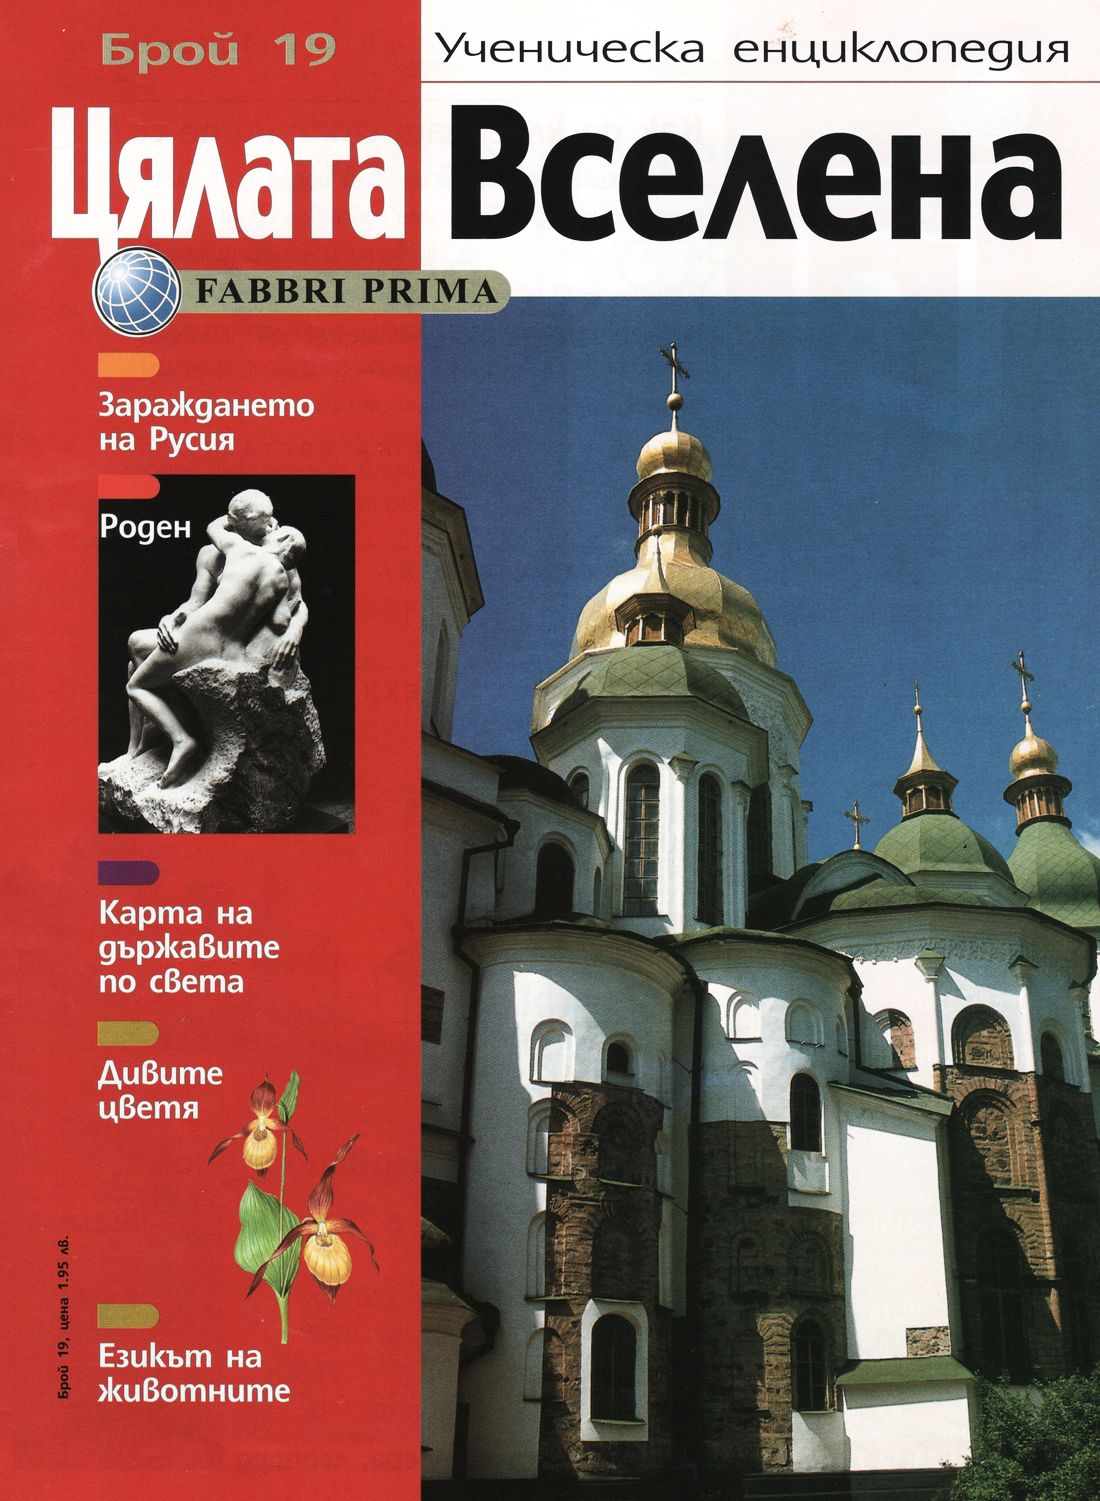 Брой 19
Ученическа енциклопедия
Цялата Вселена
FABBRI PRIMA
Зараждането
на Русия
Роден
Карта на
държавите
по света
Дивите
цветя
Езикът на
животните
Брой 19, цена 1.95 лв.